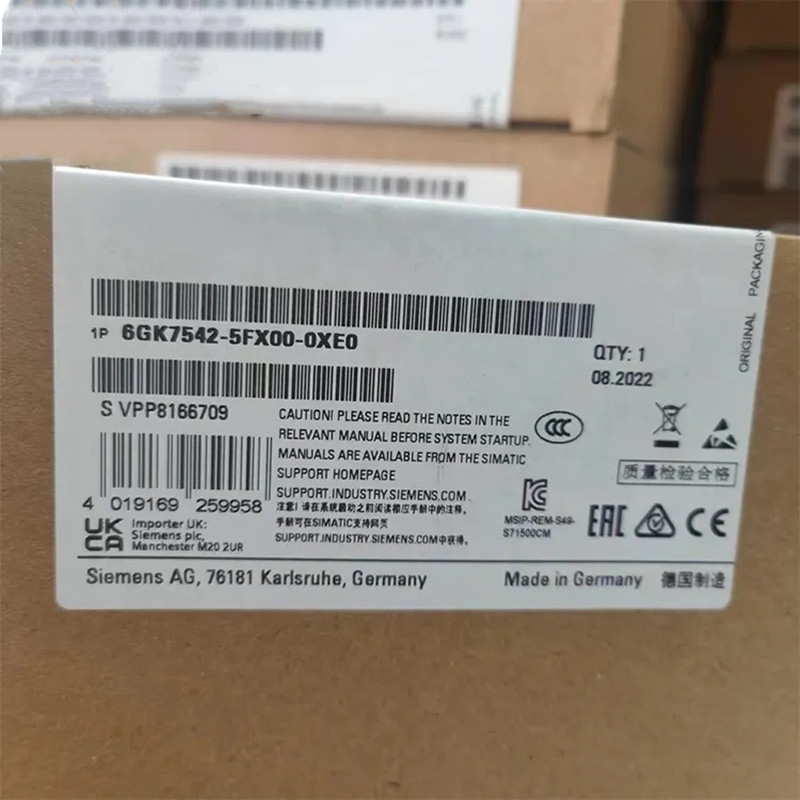 ORIGINAL PACKAGIN
1P 6GK7542-5FX00-0XE0
QTY: 1
08.2022
S VPP8166709
CAUTION! PLEASE READ THE NOTES IN THE
RELEVANT MANUAL BEFORE SYSTEM STARTUP.
MANUALS ARE AVAILABLE FROM THE SIMATIC
SUPPORT HOMEPAGE
SUPPORT.INDUSTRY.SIEMENS.COM.
注意!请在系统启动之前阅读相应手册中的注释。
手册可在SIMATIC支持网页
SUPPORT.INDUSTRY.SIEMENS.COM中获得。
CCC
质量检验合格
4 019169 259958
MSIP-REM-S49-
S71500CM
EAC
CE
UK
CA
Importer UK:
Siemens plc,
Manchester M20 2UR
Siemens AG, 76181 Karlsruhe, Germany
Made in Germany 德国制造